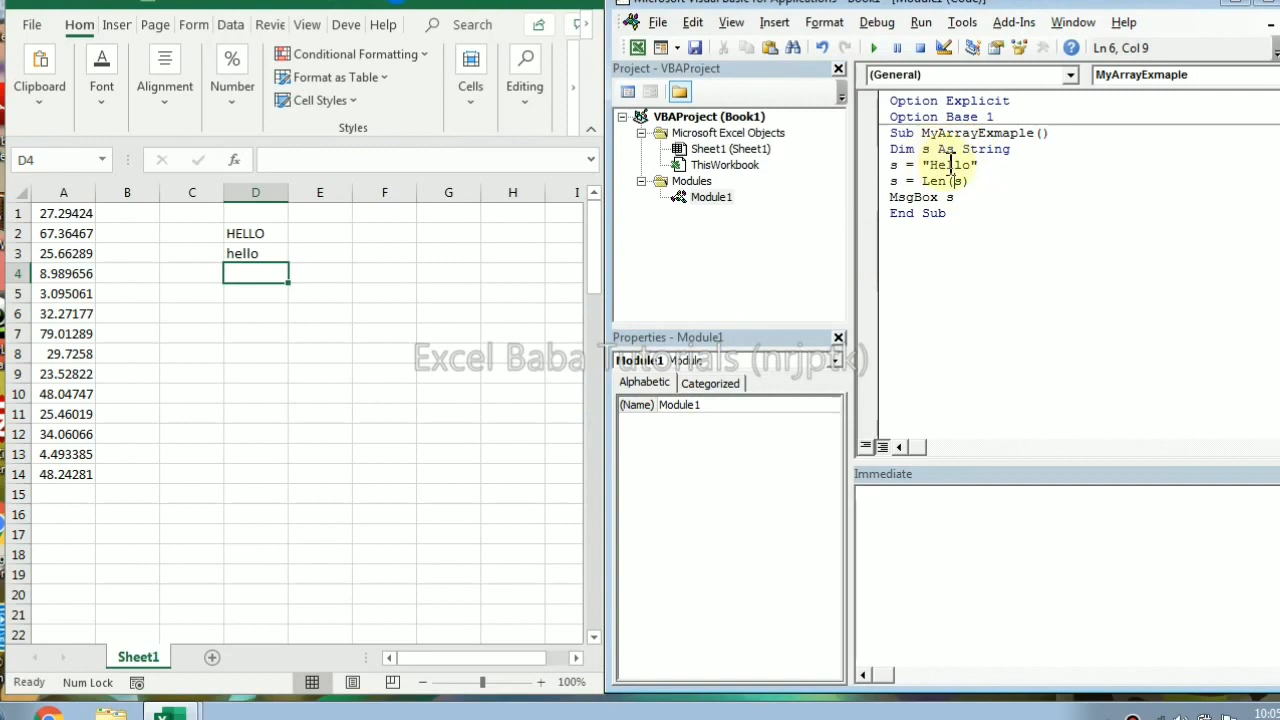 Microsoft Visual Basic for Applications - Book1 - [Module1 (Code)]
File Hom Inser Page Form Data Revie View Deve Help Search
File Edit View Insert Format Debug Run Tools Add-Ins Window Help
Ln 6, Col 9
Clipboard Font Alignment Number
Conditional Formatting
Format as Table
Cell Styles
Styles
Cells Editing
Project - VBAProject
(General) MyArrayExmaple
VBAProject (Book1)
Microsoft Excel Objects
Sheet1 (Sheet1)
ThisWorkbook
Modules
Module1
Option Explicit
Option Base 1
Sub MyArrayExmaple()
Dim s As String
s = "Hello"
s = Len(s)
MsgBox s
End Sub
D4 fx
A B C D E F G H I
1 27.29424
2 67.36467 HELLO
3 25.66289 hello
4 8.989656
5 3.095061
6 32.27177
7 79.01289
8 29.7258
9 23.52822
10 48.04747
11 25.46019
12 34.06066
13 4.493385
14 48.24281
15
16
17
18
19
20
21
22
Excel Baba Tutorials (nrjptk)
Properties - Module1
Module1 Module
Alphabetic Categorized
(Name) Module1
Immediate
Sheet1
Ready Num Lock 100%
10:05